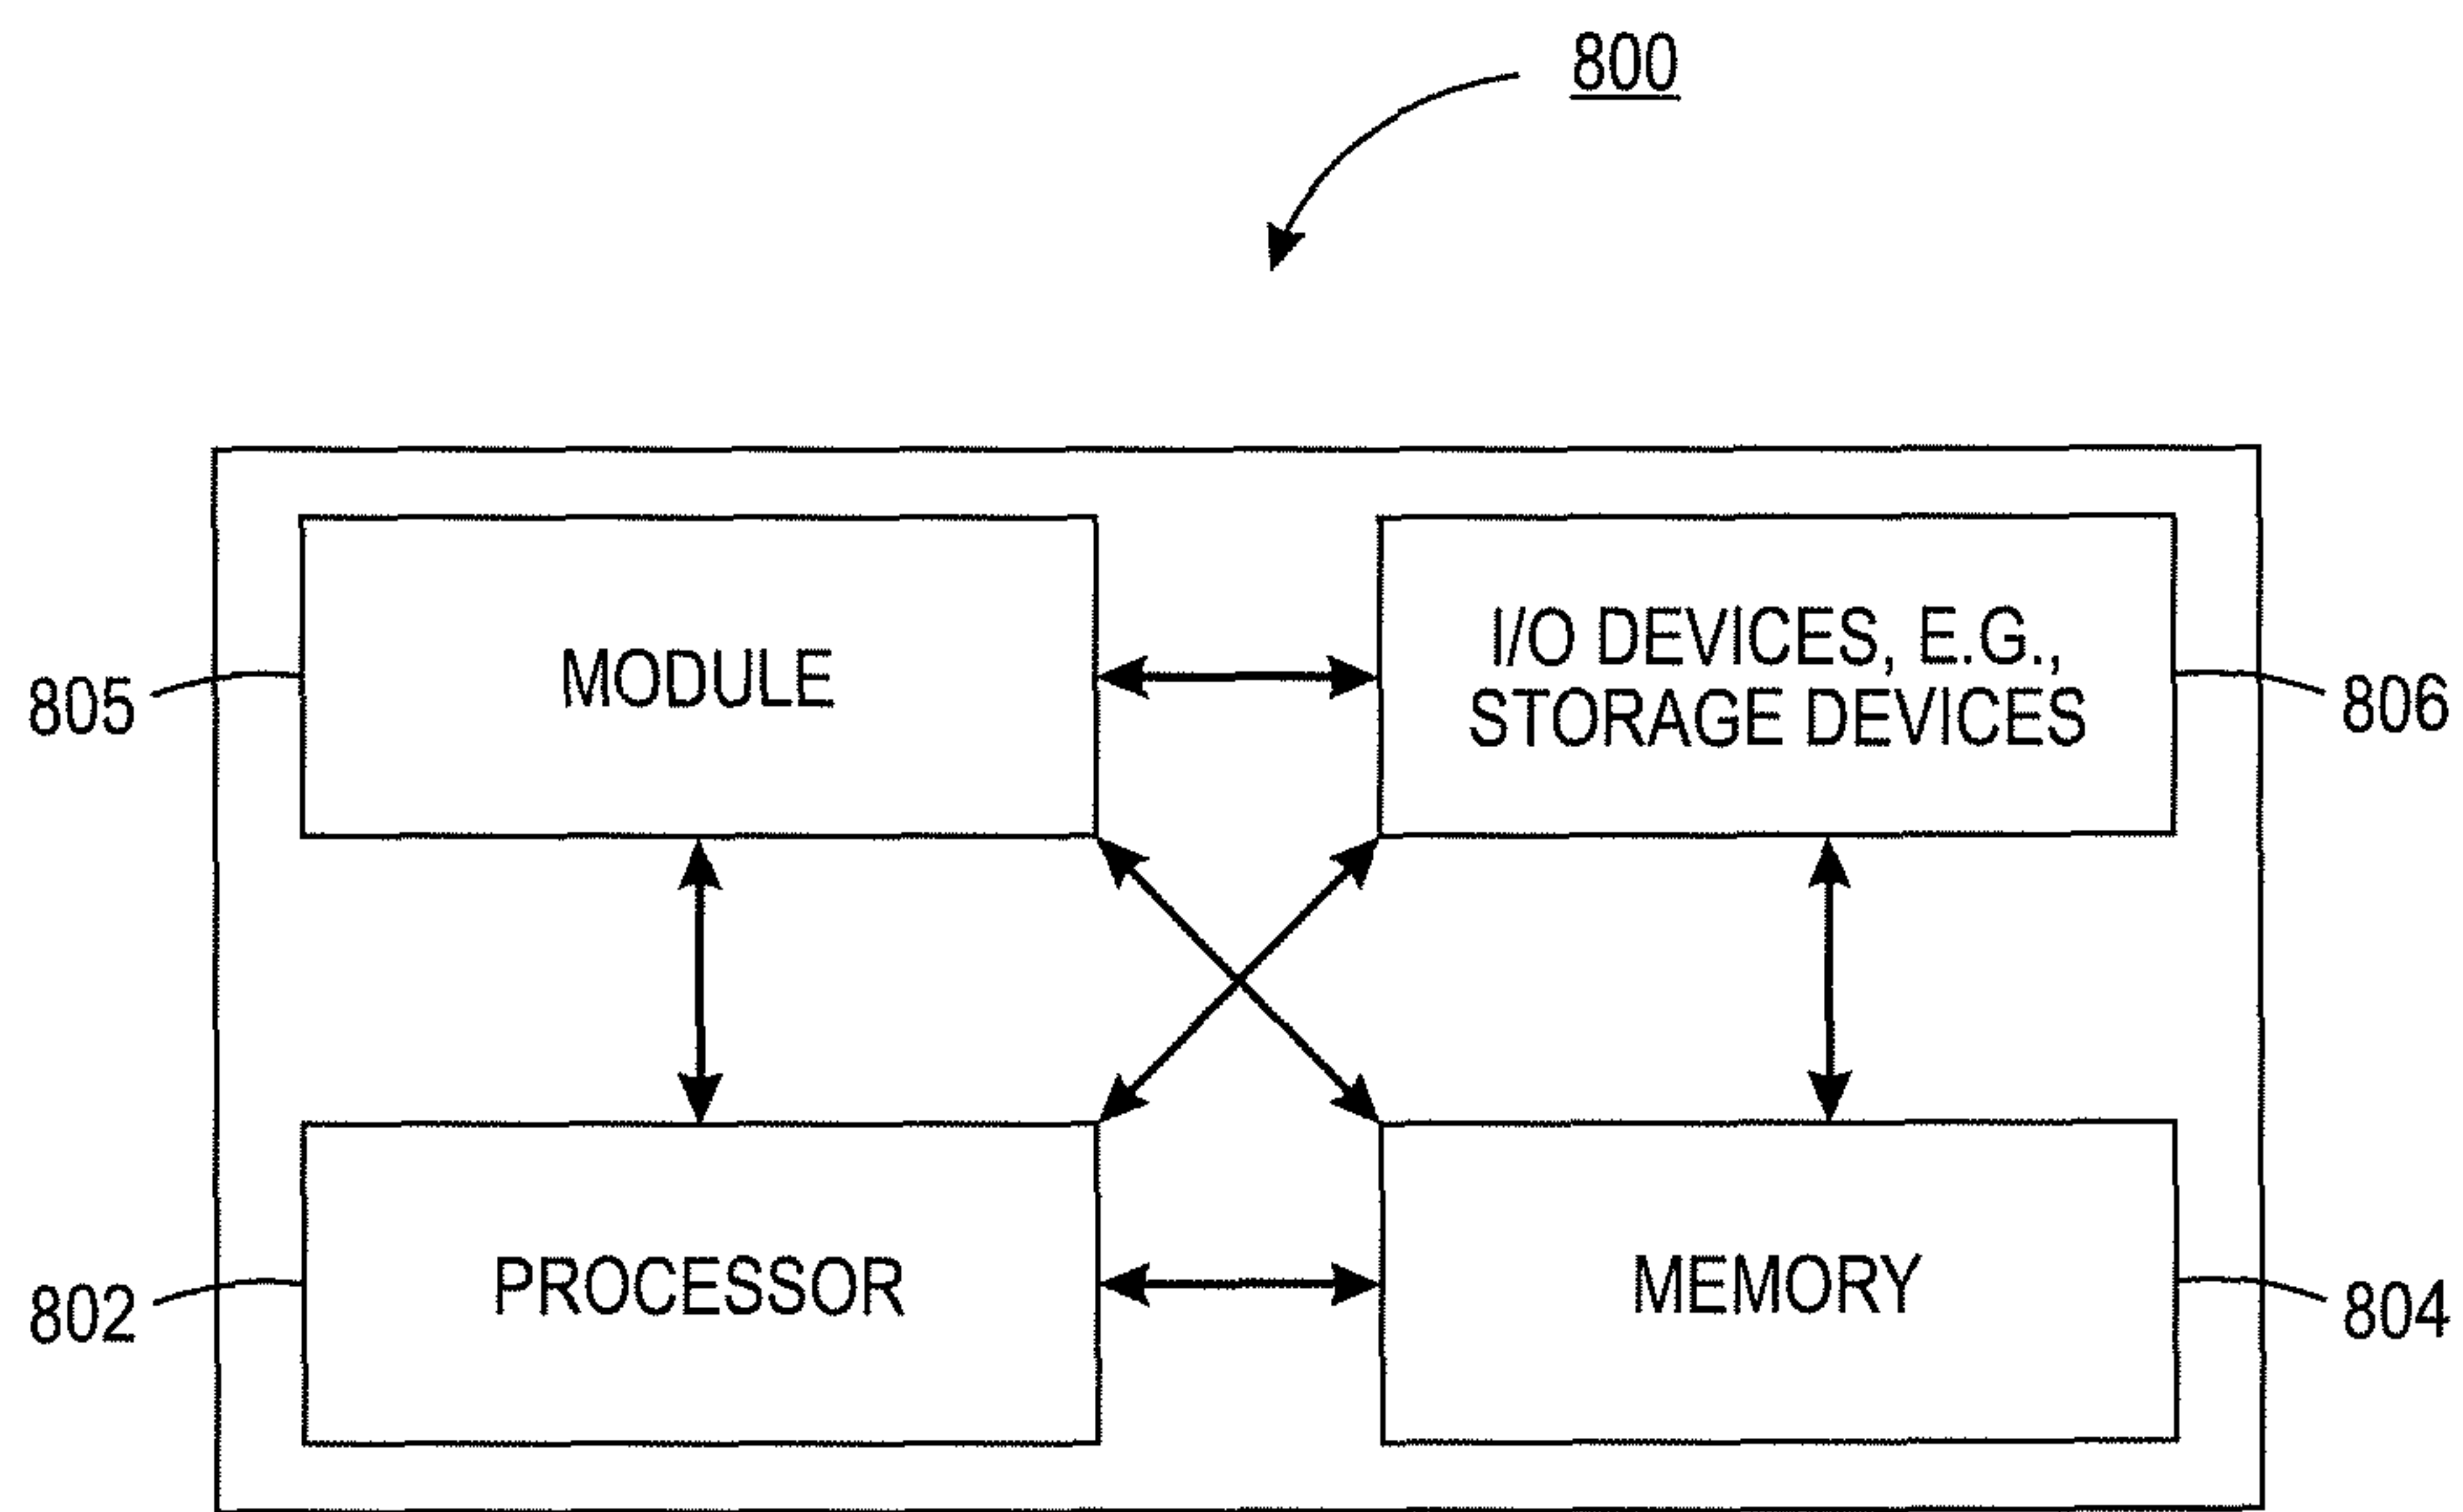 800
MODULE
I/O DEVICES, E.G.,
STORAGE DEVICES
805
806
PROCESSOR
MEMORY
802
804